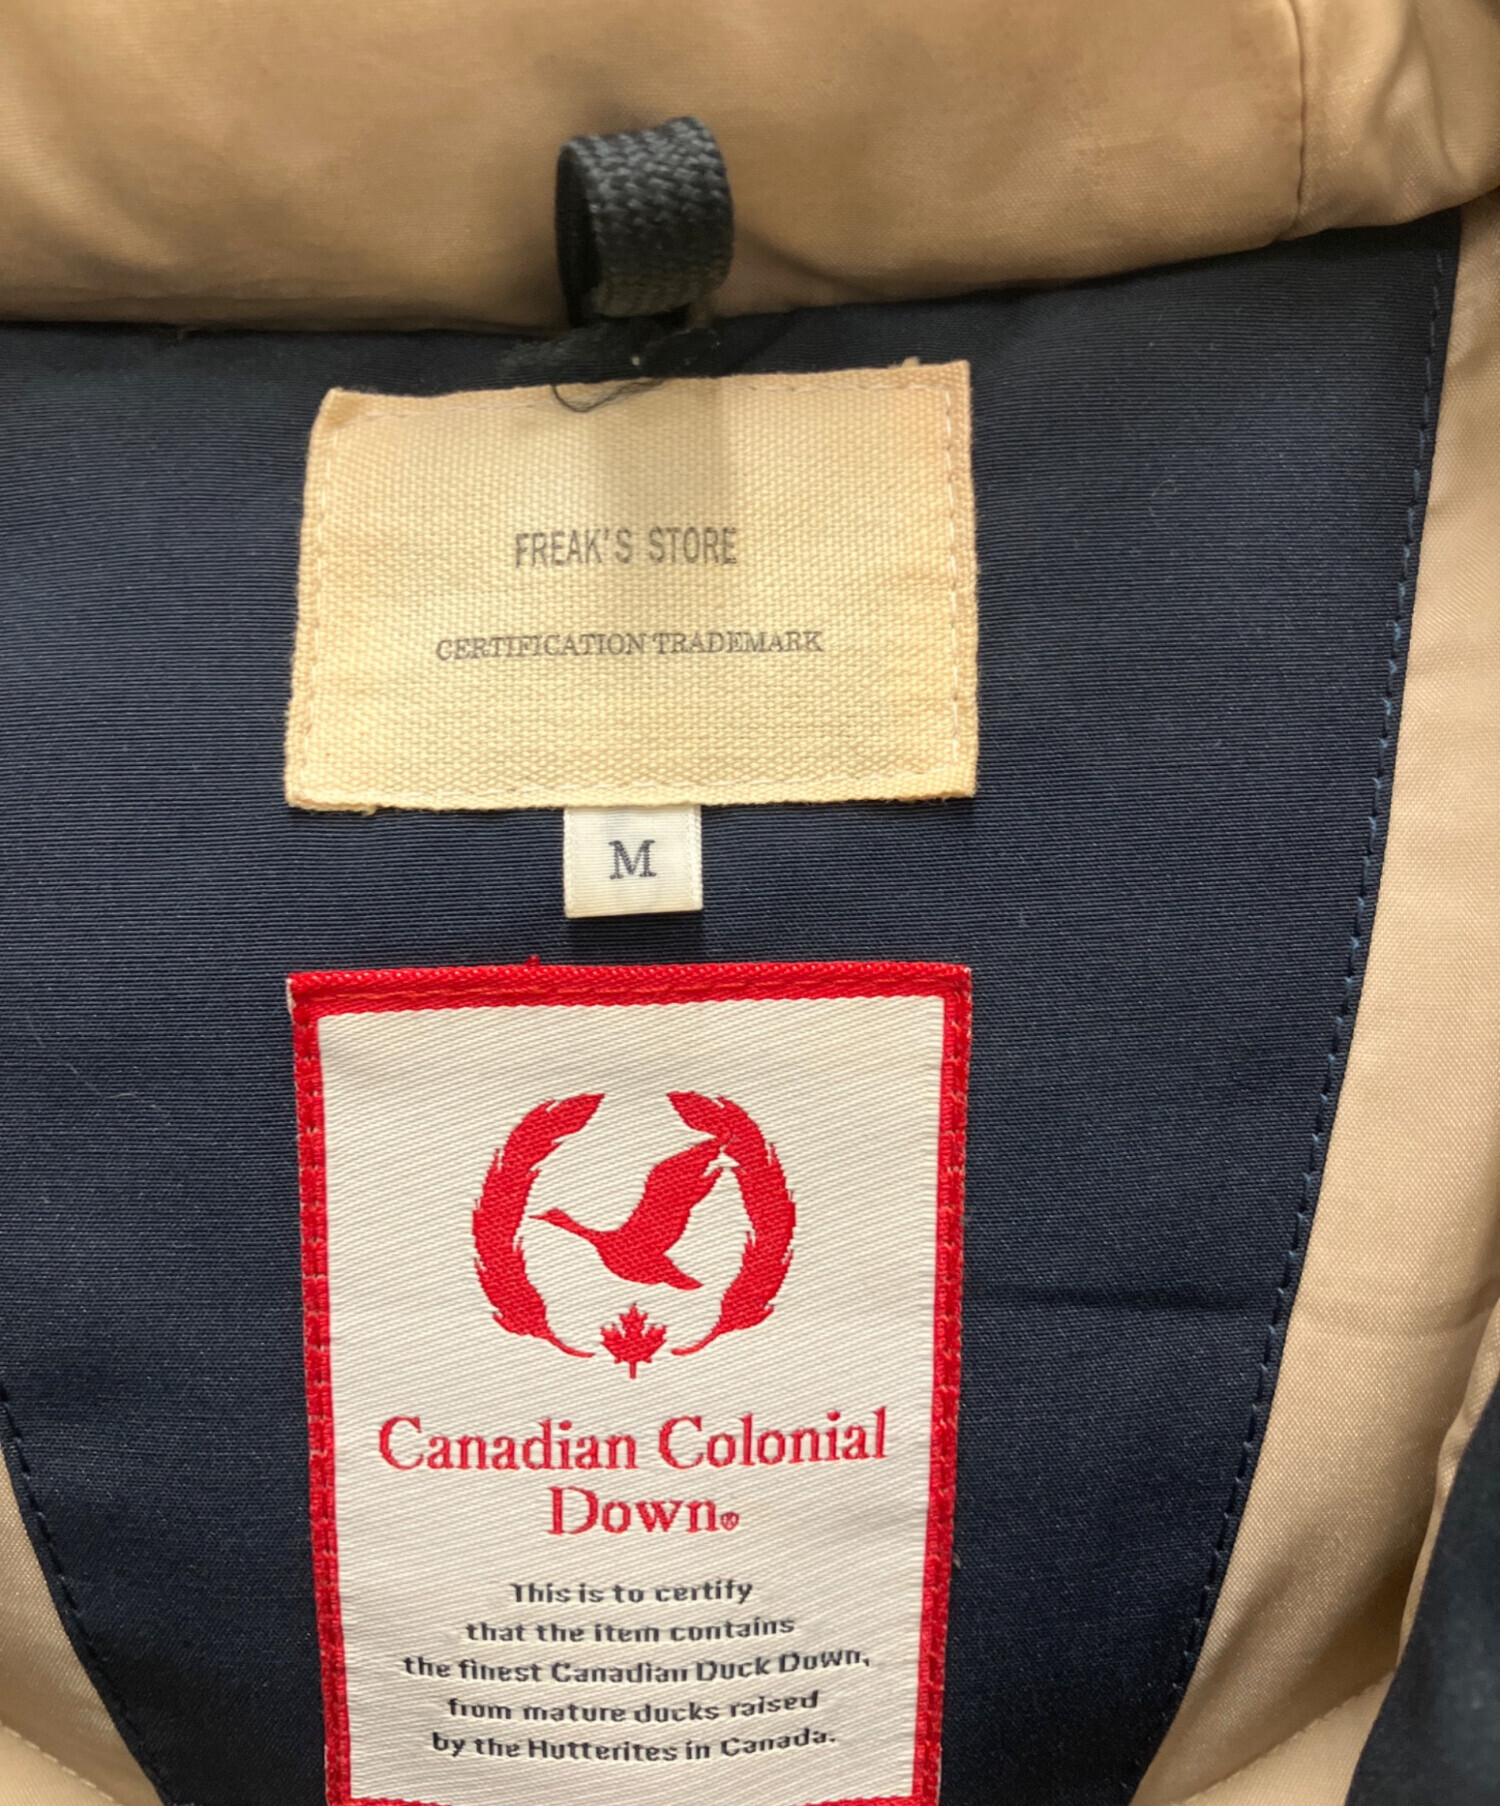 FREAK'S STORE
CERTIFICATION TRADEMARK
M
Canadian Colonial
Down®
This is to certify
that the item contains
the finest Canadian Duck Down,
from mature ducks raised
by the Hutterites in Canada.